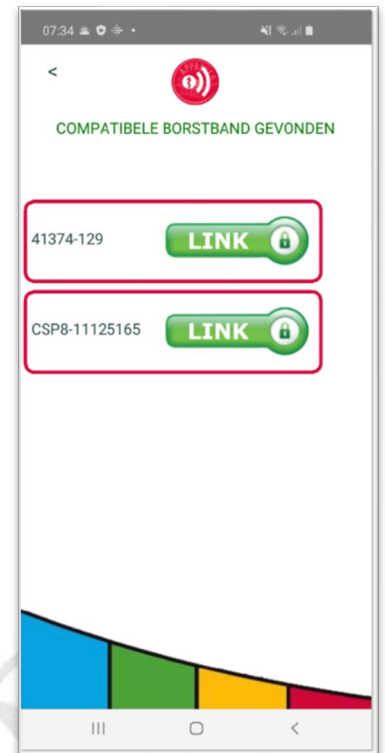 07:34
<
COMPATIBELE BORSTBAND GEVONDEN
41374-129 LINK
CSP8-11125165 LINK